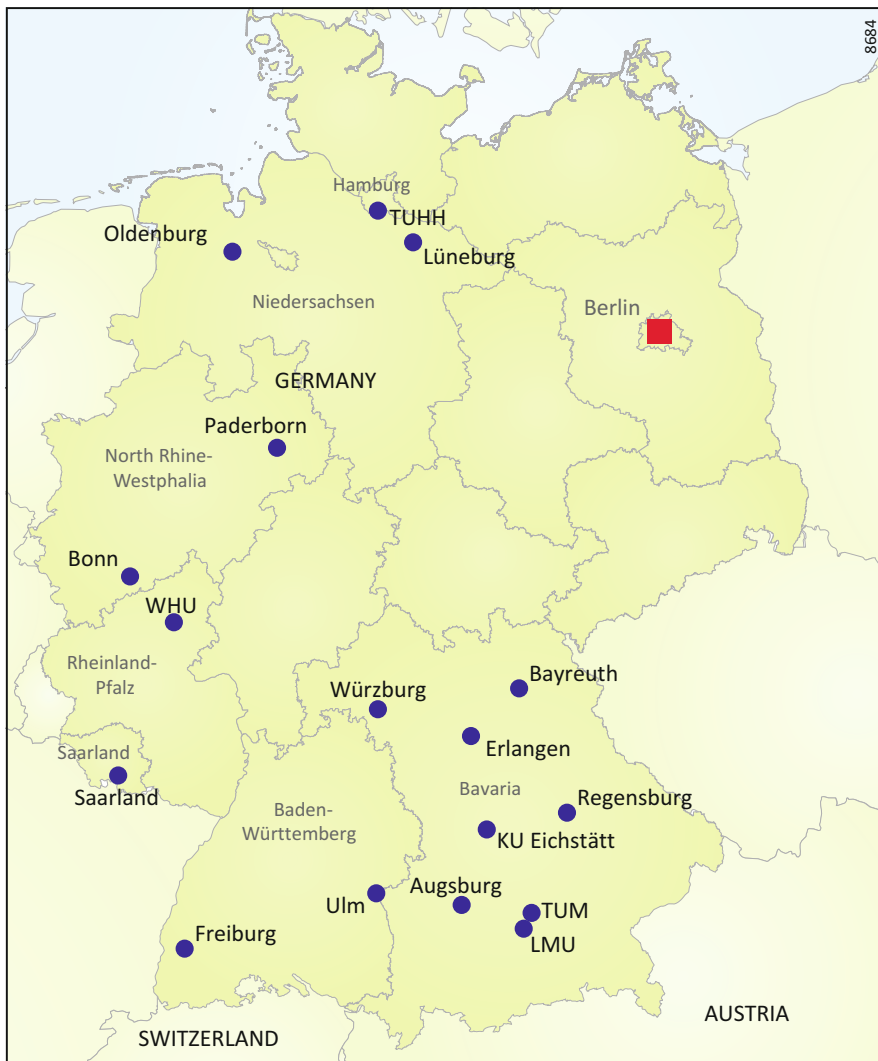 8684
Hamburg
TUHH
Oldenburg
Lüneburg
Niedersachsen
Berlin
GERMANY
Paderborn
North Rhine-
Westphalia
Bonn
WHU
Rheinland-
Pfalz
Bayreuth
Würzburg
Erlangen
Saarland
Saarland
Bavaria
Regensburg
Baden-
Württemberg
KU Eichstätt
Augsburg
Ulm
TUM
Freiburg
LMU
AUSTRIA
SWITZERLAND